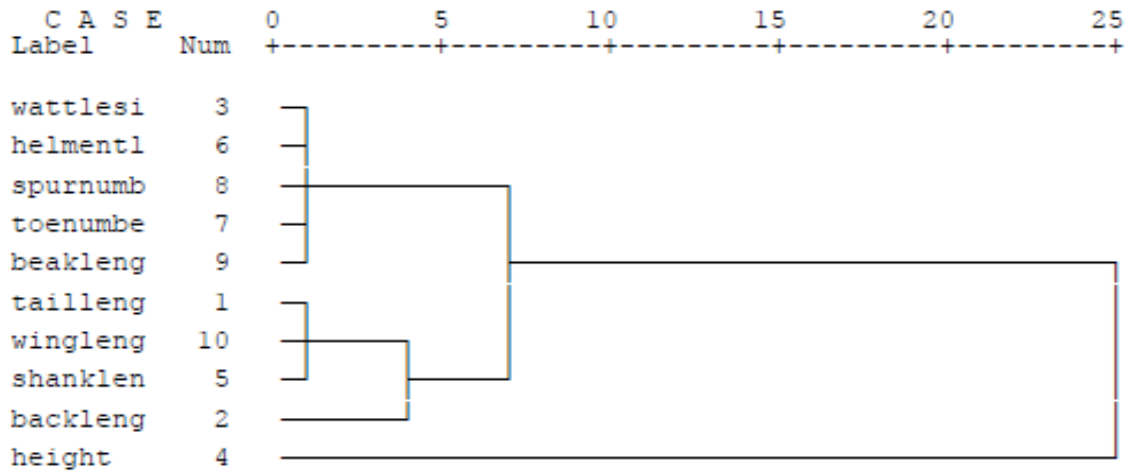 C A S E 0 5 10 15 20 25
Label Num +---------+---------+---------+---------+---------+
wattlesi 3
helmentl 6
spurnumb 8
toenumbe 7
beakleng 9
tailleng 1
wingleng 10
shanklen 5
backleng 2
height 4